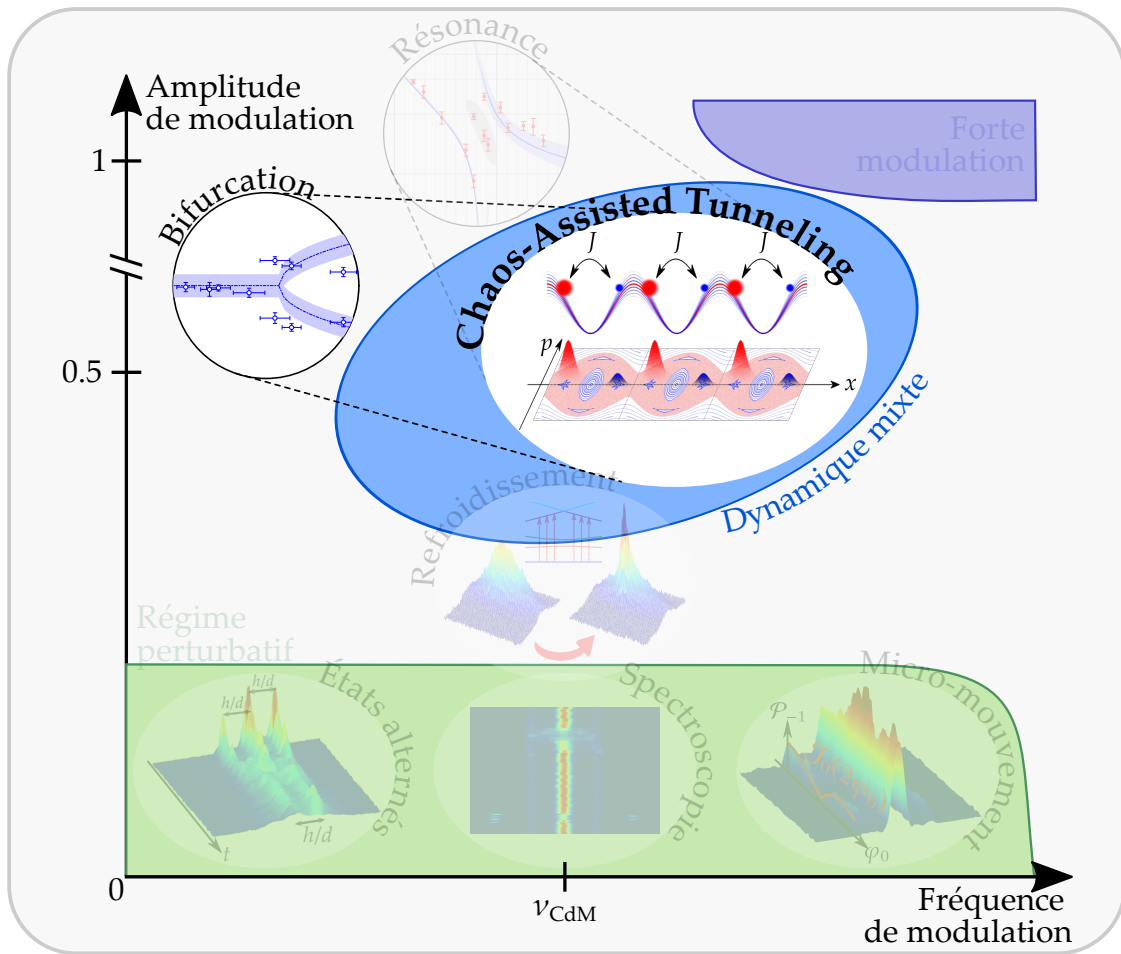 Résonance
Amplitude
de modulation
Forte
modulation
1
Bifurcation
Chaos-Assisted Tunneling
J
J
J
p
x
0.5
Dynamique mixte
Refroidissement
Régime
perturbatif
États alternés
h/d
h/d
h/d
t
Spectroscopie
Micro-mouvement
𝒫₋₁
φ₀
0
νCdM
Fréquence
de modulation